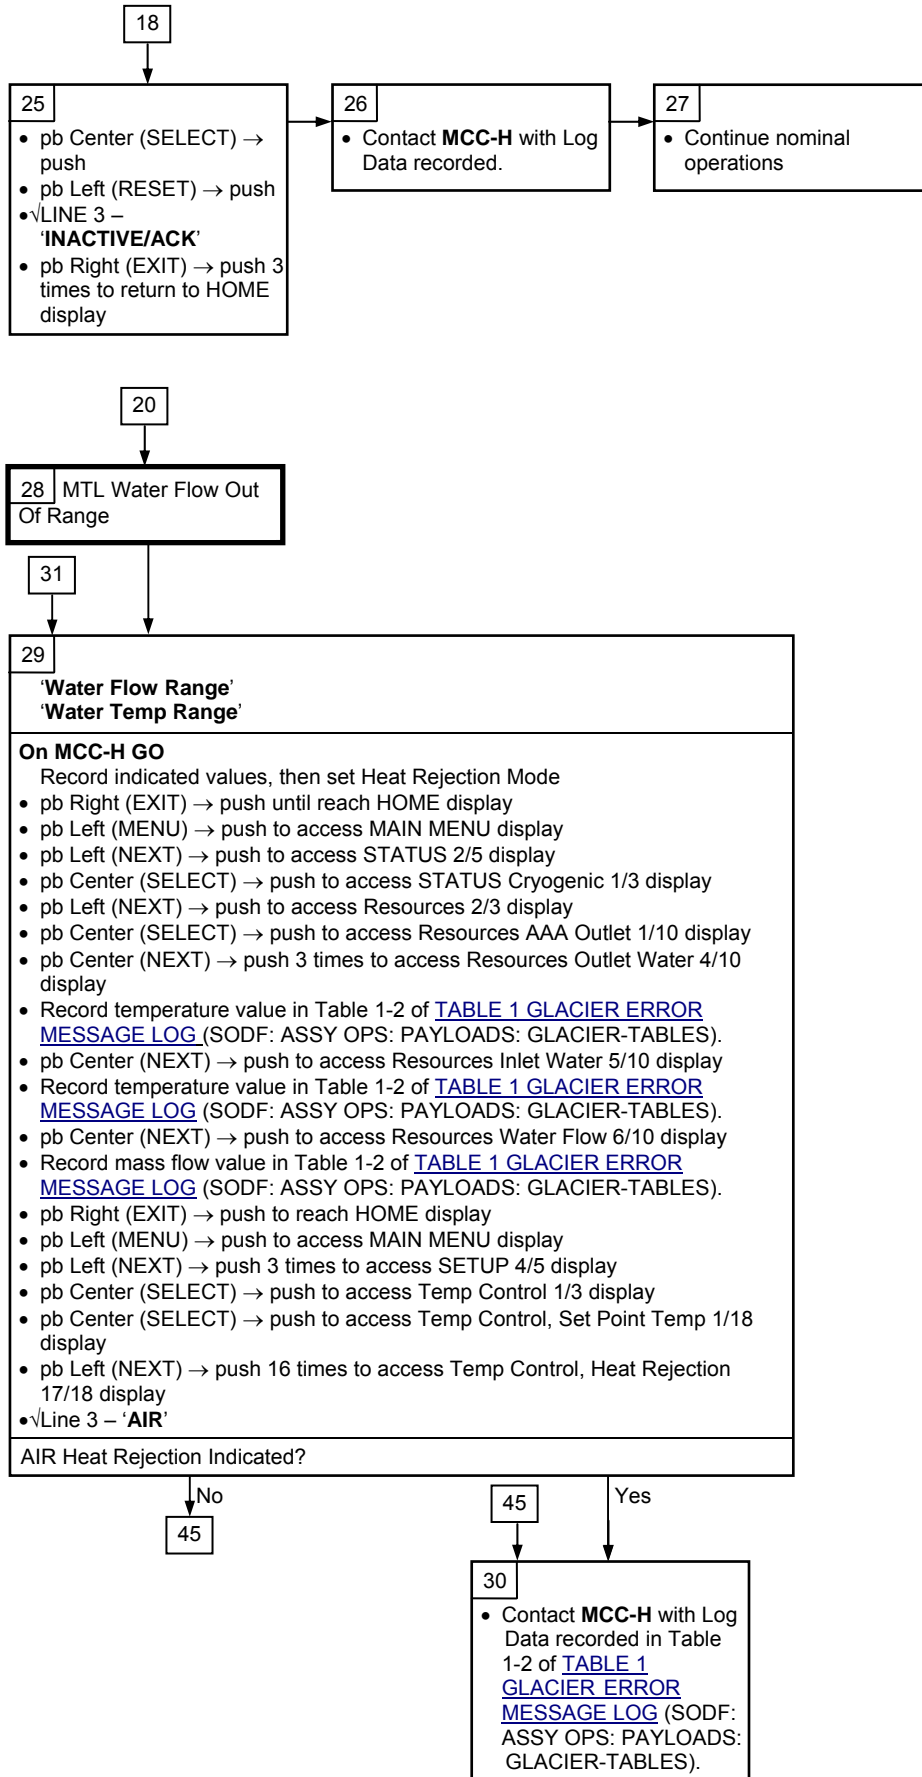 18
25
• pb Center (SELECT) →
push
• pb Left (RESET) → push
•√LINE 3 –
‘INACTIVE/ACK’
• pb Right (EXIT) → push 3
times to return to HOME
display
26
• Contact MCC-H with Log
Data recorded.
27
• Continue nominal
operations
20
28 MTL Water Flow Out
Of Range
31
29
‘Water Flow Range’
‘Water Temp Range’
On MCC-H GO
Record indicated values, then set Heat Rejection Mode
• pb Right (EXIT) → push until reach HOME display
• pb Left (MENU) → push to access MAIN MENU display
• pb Left (NEXT) → push to access STATUS 2/5 display
• pb Center (SELECT) → push to access STATUS Cryogenic 1/3 display
• pb Left (NEXT) → push to access Resources 2/3 display
• pb Center (SELECT) → push to access Resources AAA Outlet 1/10 display
• pb Center (NEXT) → push 3 times to access Resources Outlet Water 4/10
display
• Record temperature value in Table 1-2 of TABLE 1 GLACIER ERROR
MESSAGE LOG (SODF: ASSY OPS: PAYLOADS: GLACIER-TABLES).
• pb Center (NEXT) → push to access Resources Inlet Water 5/10 display
• Record temperature value in Table 1-2 of TABLE 1 GLACIER ERROR
MESSAGE LOG (SODF: ASSY OPS: PAYLOADS: GLACIER-TABLES).
• pb Center (NEXT) → push to access Resources Water Flow 6/10 display
• Record mass flow value in Table 1-2 of TABLE 1 GLACIER ERROR
MESSAGE LOG (SODF: ASSY OPS: PAYLOADS: GLACIER-TABLES).
• pb Right (EXIT) → push to reach HOME display
• pb Left (MENU) → push to access MAIN MENU display
• pb Left (NEXT) → push 3 times to access SETUP 4/5 display
• pb Center (SELECT) → push to access Temp Control 1/3 display
• pb Center (SELECT) → push to access Temp Control, Set Point Temp 1/18
display
• pb Left (NEXT) → push 16 times to access Temp Control, Heat Rejection
17/18 display
•√Line 3 – ‘AIR’
AIR Heat Rejection Indicated?
No
45
45
Yes
30
• Contact MCC-H with Log
Data recorded in Table
1-2 of TABLE 1
GLACIER ERROR
MESSAGE LOG (SODF:
ASSY OPS: PAYLOADS:
GLACIER-TABLES).